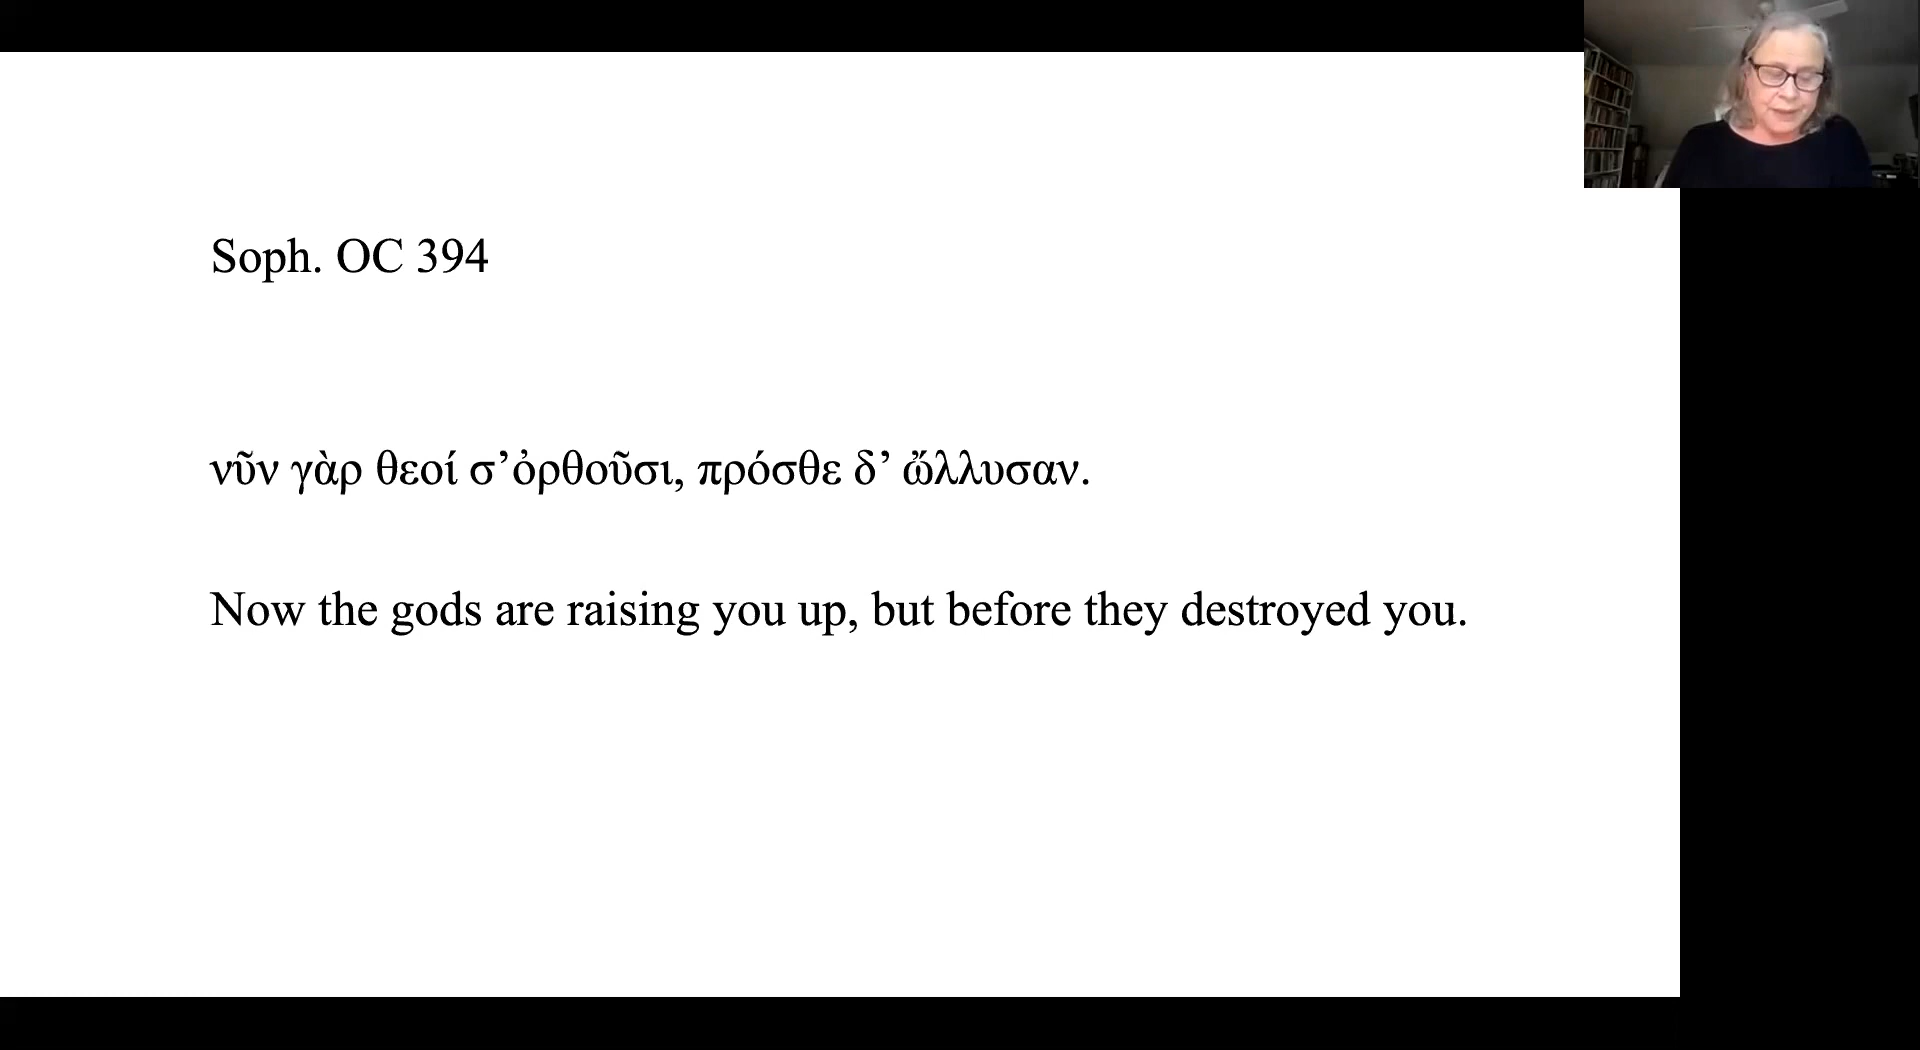 Soph. OC 394
νῦν γὰρ θεοί σ’ὀρθοῦσι, πρόσθε δ’ ὤλλυσαν.
Now the gods are raising you up, but before they destroyed you.